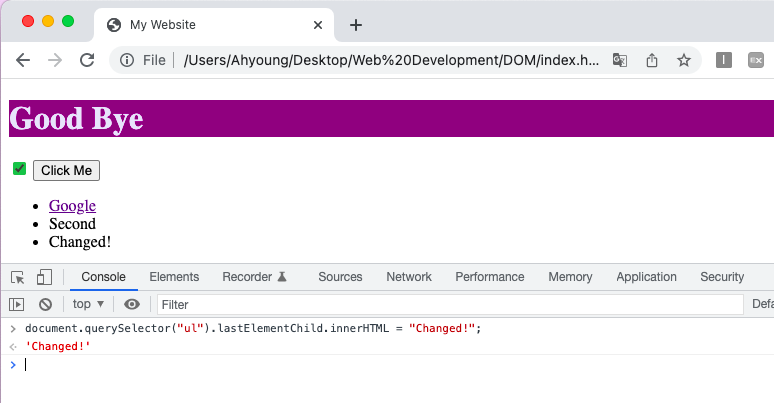 My Website
File /Users/Ahyoung/Desktop/Web%20Development/DOM/index.h...
Good Bye
Click Me
Google
Second
Changed!
Console Elements Recorder Sources Network Performance Memory Application Security
top Filter Defa
document.querySelector("ul").lastElementChild.innerHTML = "Changed!";
'Changed!'